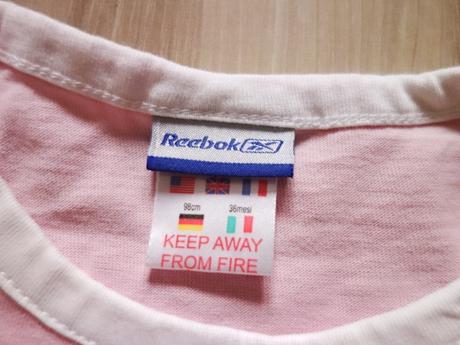 Reebok
98cm 36mesi
KEEP AWAY
FROM FIRE